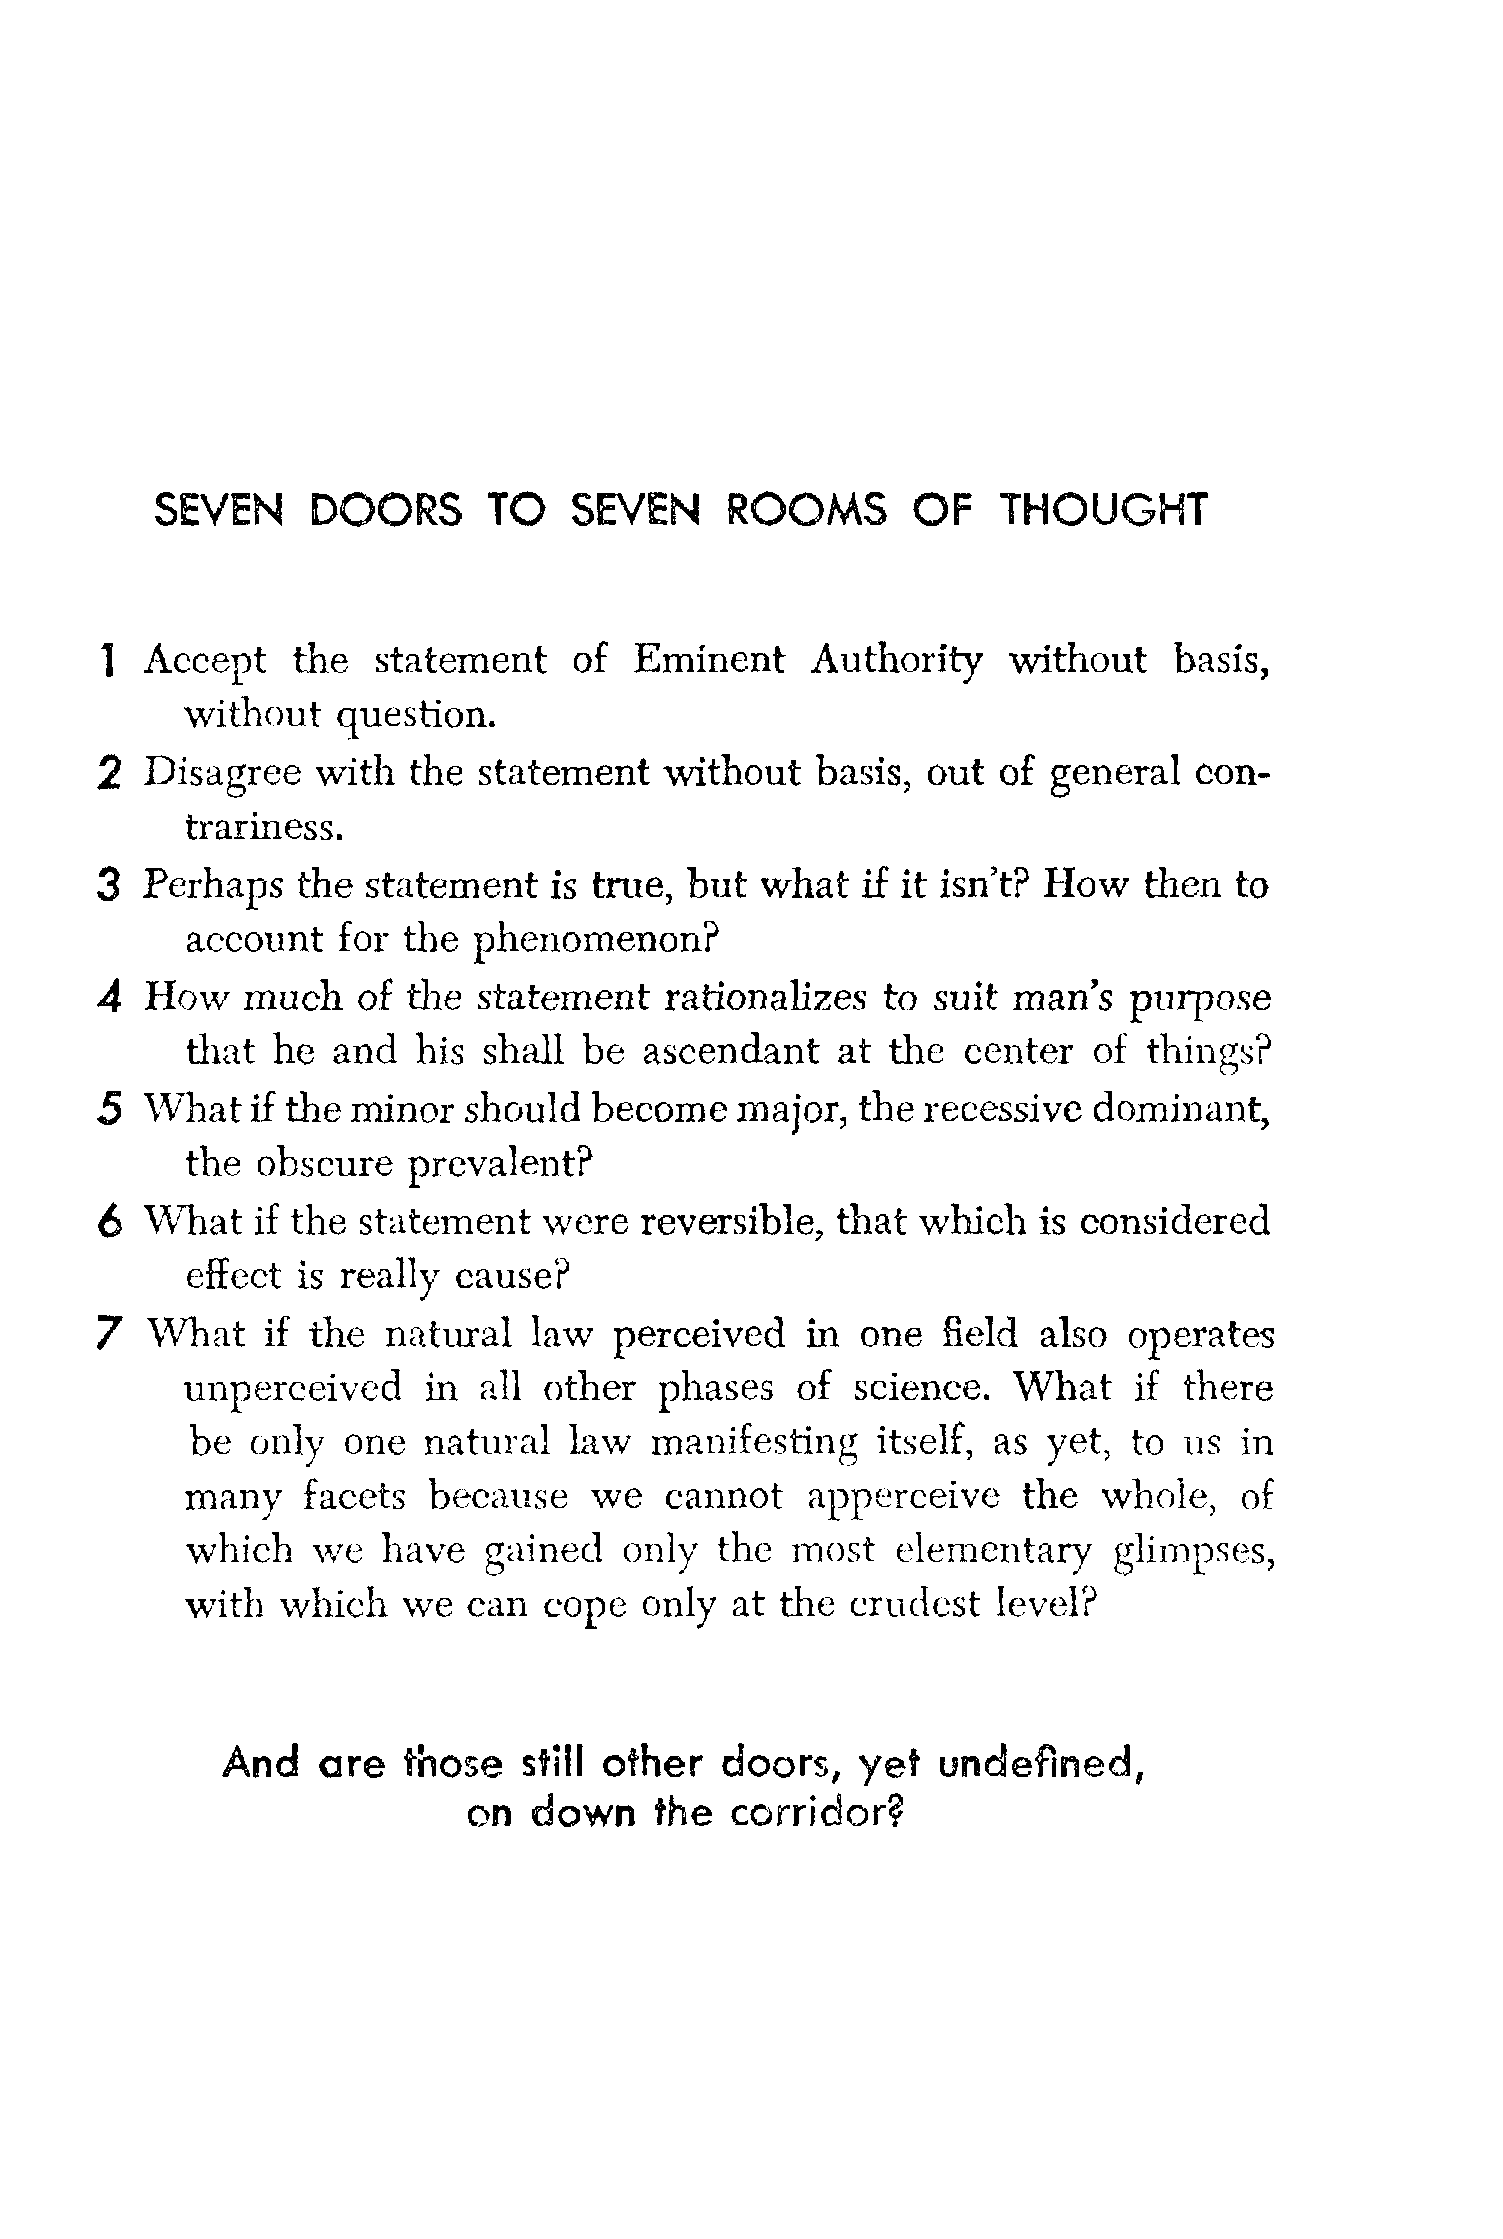 SEVEN DOORS TO SEVEN ROOMS OF THOUGHT
1 Accept the statement of Eminent Authority without basis,
without question.
2 Disagree with the statement without basis, out of general con-
trariness.
3 Perhaps the statement is true, but what if it isn't? How then to
account for the phenomenon?
4 How much of the statement rationalizes to suit man's purpose
that he and his shall be ascendant at the center of things?
5 What if the minor should become major, the recessive dominant,
the obscure prevalent?
6 What if the statement were reversible, that which is considered
effect is really cause?
7 What if the natural law perceived in one field also operates
unperceived in all other phases of science. What if there
be only one natural law manifesting itself, as yet, to us in
many facets because we cannot apperceive the whole, of
which we have gained only the most elementary glimpses,
with which we can cope only at the crudest level?
And are those still other doors, yet undefined,
on down the corridor?